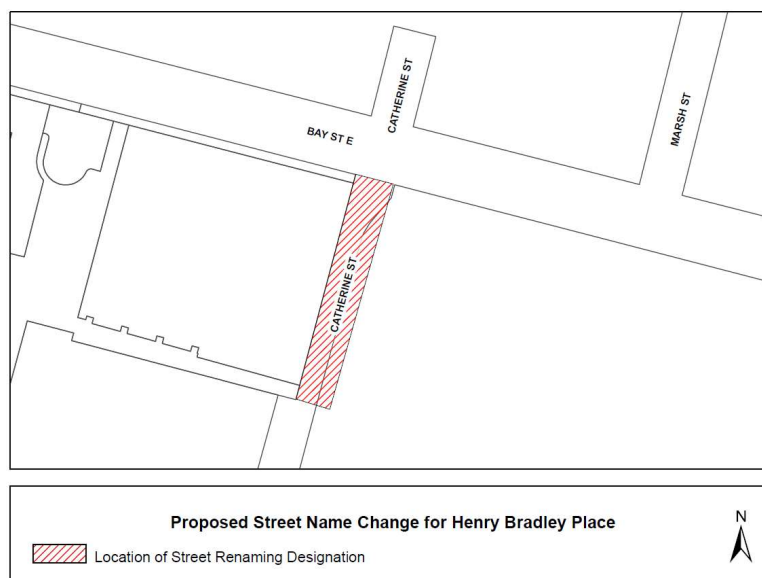 CATHERINE ST
BAY ST E
MARSH ST
CATHERINE ST
Proposed Street Name Change for Henry Bradley Place
N
Location of Street Renaming Designation